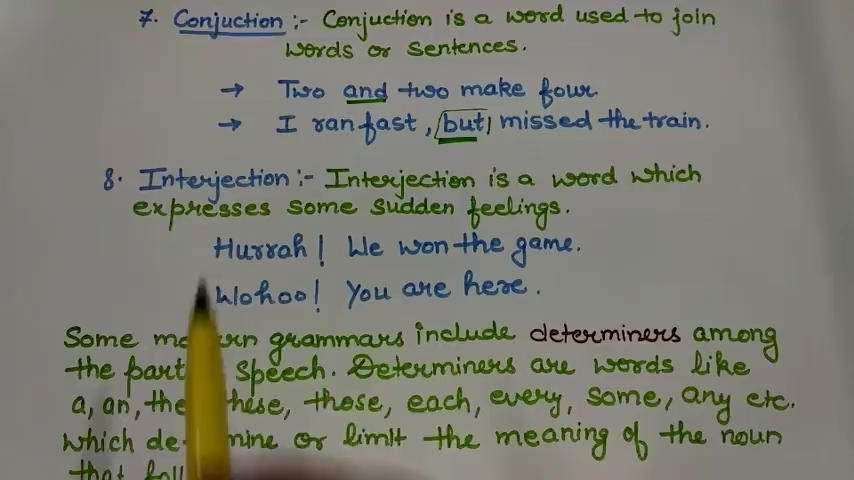 7. Conjuction :- Conjuction is a word used to join
words or sentences.
→ Two and two make four.
→ I ran fast, but, missed the train.
8. Interjection :- Interjection is a word which
expresses some sudden feelings.
Hurrah! We won the game.
Wohoo! You are here.
Some grammars include determiners among
the speech. Determiners are words like
a, an, these, those, each, every, some, any etc.
which or limit the meaning of the noun
that